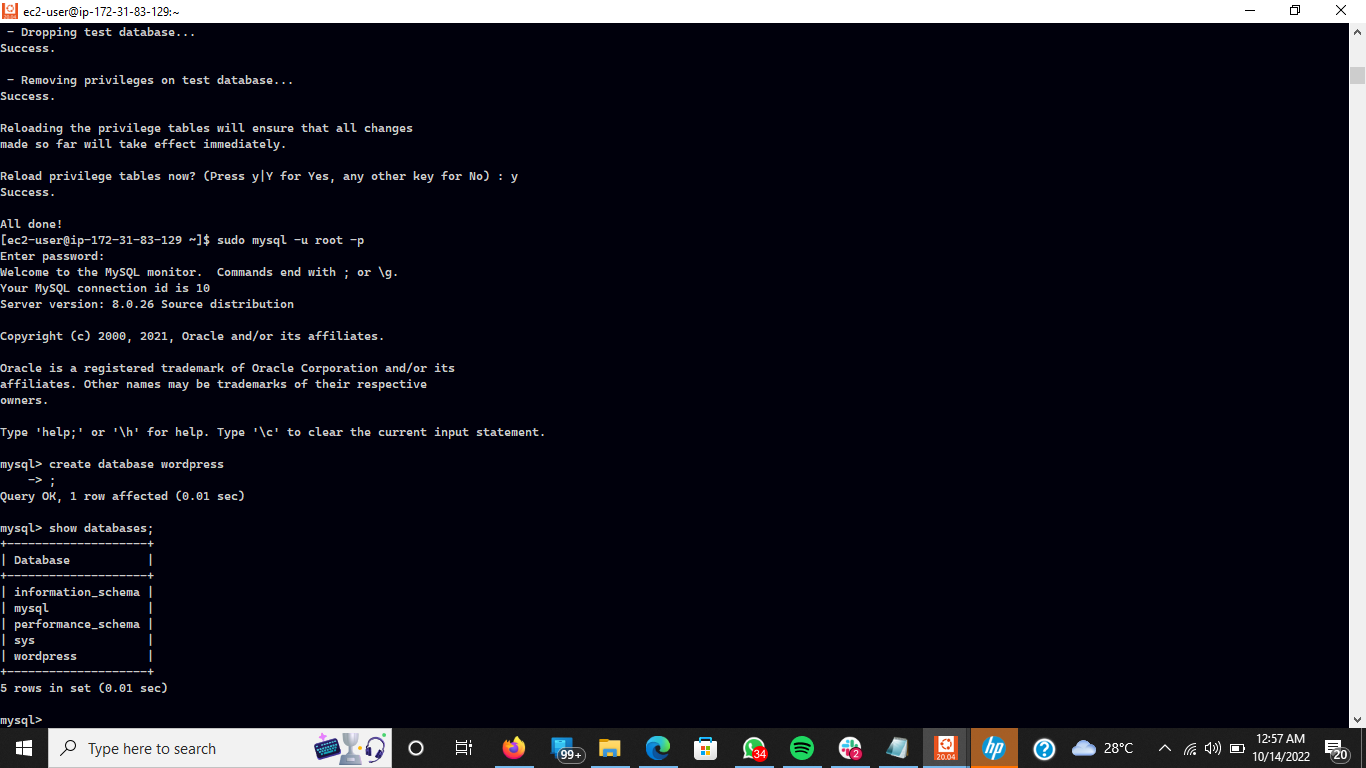 ec2-user@ip-172-31-83-129:~
 - Dropping test database...
Success.
 - Removing privileges on test database...
Success.
Reloading the privilege tables will ensure that all changes
made so far will take effect immediately.
Reload privilege tables now? (Press y|Y for Yes, any other key for No) : y
Success.
All done!
[ec2-user@ip-172-31-83-129 ~]$ sudo mysql -u root -p
Enter password:
Welcome to the MySQL monitor.  Commands end with ; or \g.
Your MySQL connection id is 10
Server version: 8.0.26 Source distribution
Copyright (c) 2000, 2021, Oracle and/or its affiliates.
Oracle is a registered trademark of Oracle Corporation and/or its
affiliates. Other names may be trademarks of their respective
owners.
Type 'help;' or '\h' for help. Type '\c' to clear the current input statement.
mysql> create database wordpress
    -> ;
Query OK, 1 row affected (0.01 sec)
mysql> show databases;
+--------------------+
| Database           |
+--------------------+
| information_schema |
| mysql              |
| performance_schema |
| sys                |
| wordpress          |
+--------------------+
5 rows in set (0.01 sec)
mysql>
Type here to search
99+
34
2
20.04
hp
28°C
12:57 AM
10/14/2022
20